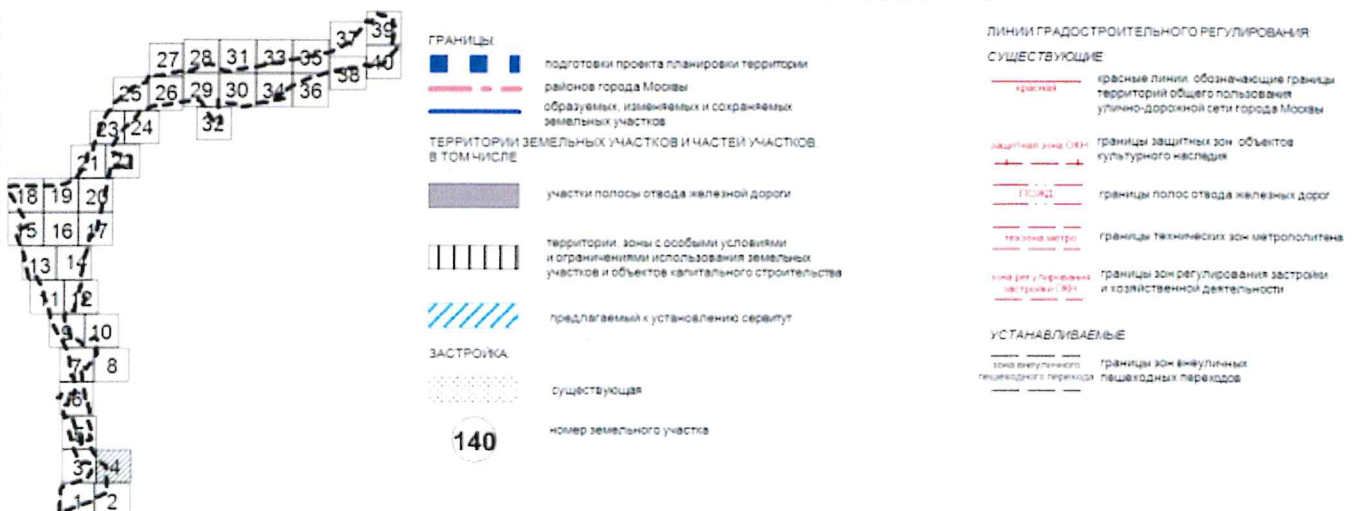 39
37
27 28 31 33 35
40
38
25 26 29 30 34 36
32
23 24
21
18 19 20
15 16 17
13 14
11 12
9 10
7 8
6
5
3 4
1 2
ГРАНИЦЫ:
подготовки проекта планировки территории
районов города Москвы
образуемых, изменяемых и сохраняемых
земельных участков
ТЕРРИТОРИИ ЗЕМЕЛЬНЫХ УЧАСТКОВ И ЧАСТЕЙ УЧАСТКОВ
В ТОМ ЧИСЛЕ
участки полосы отвода железной дороги
территории, зоны с особыми условиями
и ограничениями использования земельных
участков и объектов капитального строительства
предлагаемый к установлению сервитут
ЗАСТРОЙКА
существующая
140
номер земельного участка
ЛИНИИ ГРАДОСТРОИТЕЛЬНОГО РЕГУЛИРОВАНИЯ
СУЩЕСТВУЮЩИЕ
красная
красные линии, обозначающие границы
территорий общего пользования
улично-дорожной сети города Москвы
защитная зона ОКН
границы защитных зон объектов
культурного наследия
ПОЖД
границы полос отвода железных дорог
техзона метро
границы технических зон метрополитена
зона регулирования
застройки ОКН
границы зон регулирования застройки
и хозяйственной деятельности
УСТАНАВЛИВАЕМЫЕ
зона внеуличного
пешеходного перехода
границы зон внеуличных
пешеходных переходов